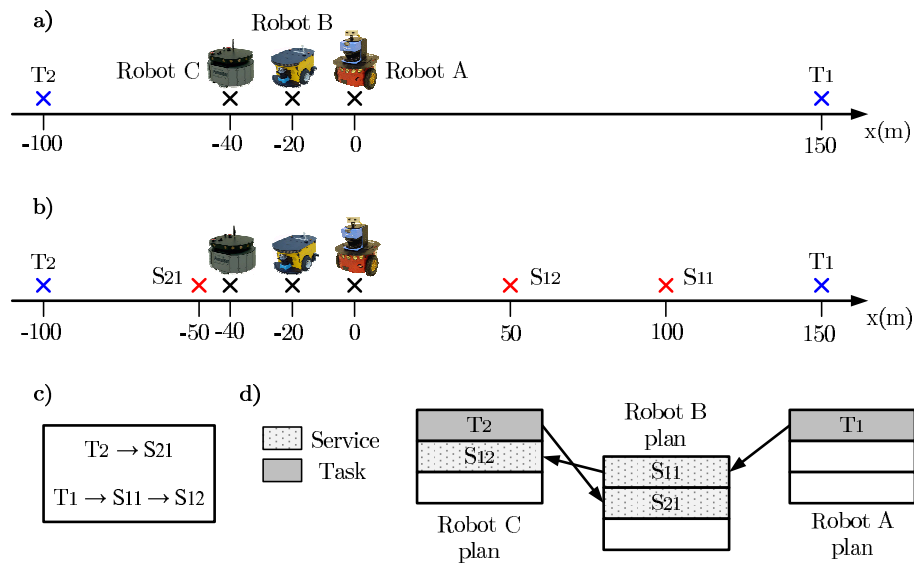 a)
Robot B
Robot C
Robot A
T2
T1
-100
-40
-20
0
150
x(m)
b)
T2
S21
S12
S11
T1
-100
-50
-40
-20
0
50
100
150
x(m)
c)
T2 → S21
T1 → S11 → S12
d)
Service
Task
T2
S12
Robot C
plan
Robot B
plan
S11
S21
T1
Robot A
plan